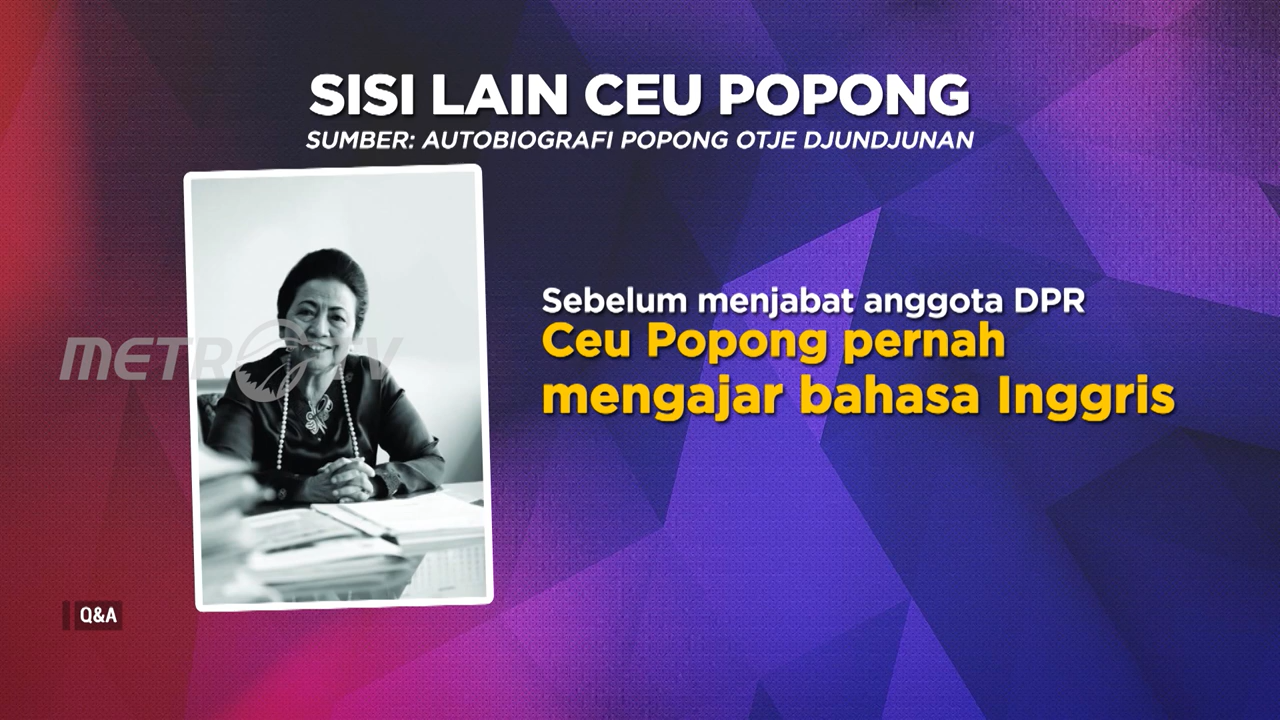 SISI LAIN CEU POPONG
SUMBER: AUTOBIOGRAFI POPONG OTJE DJUNDJUNAN
METRO TV
Sebelum menjabat anggota DPR
Ceu Popong pernah
mengajar bahasa Inggris
Q&A